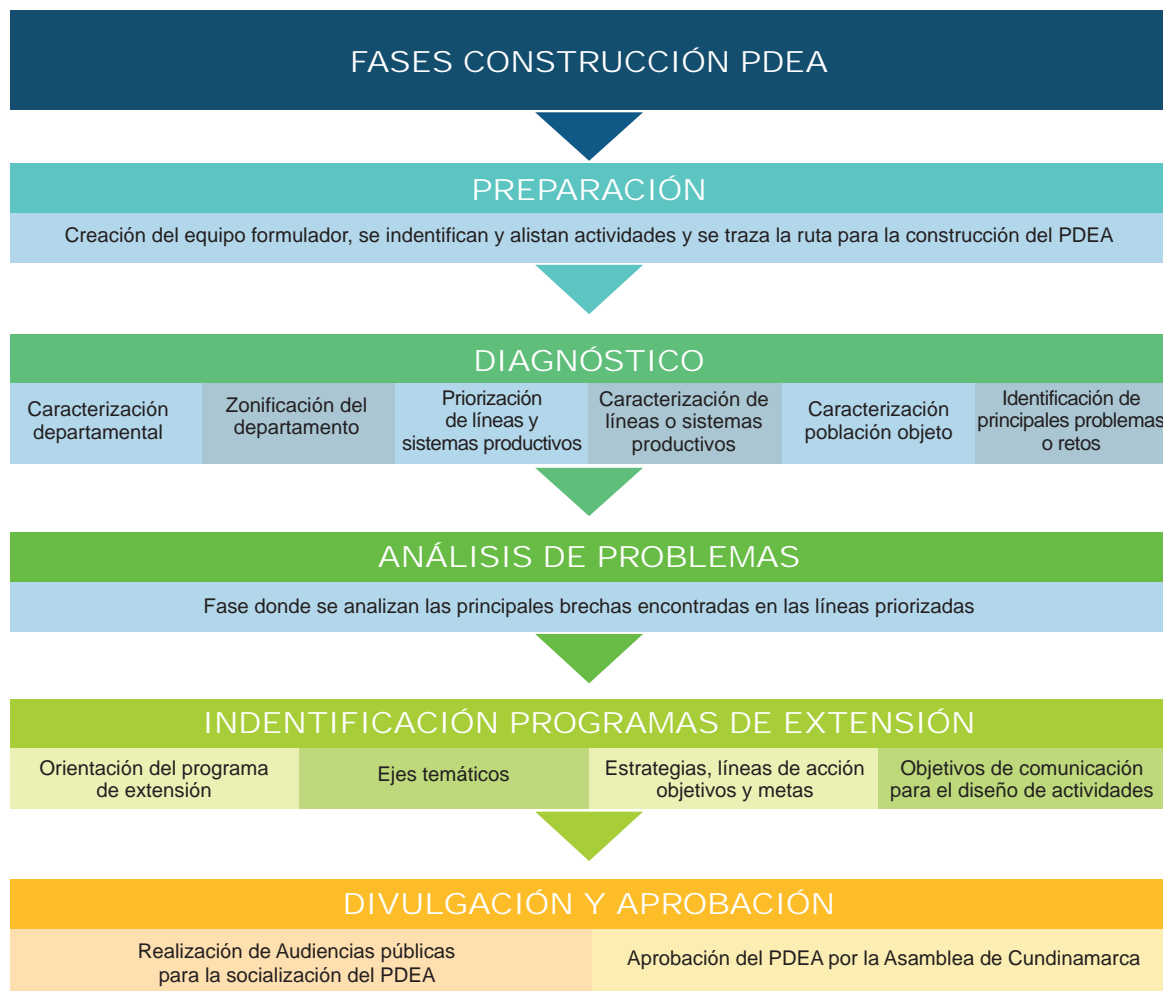 FASES CONSTRUCCIÓN PDEA
PREPARACIÓN
Creación del equipo formulador, se indentifican y alistan actividades y se traza la ruta para la construcción del PDEA
DIAGNÓSTICO
Caracterización
departamental
Zonificación del
departamento
Priorización
de líneas y
sistemas productivos
Caracterización de
líneas o sistemas
productivos
Caracterización
población objeto
Identificación de
principales problemas
o retos
ANÁLISIS DE PROBLEMAS
Fase donde se analizan las principales brechas encontradas en las líneas priorizadas
INDENTIFICACIÓN PROGRAMAS DE EXTENSIÓN
Orientación del programa
de extensión
Ejes temáticos
Estrategias, líneas de acción
objetivos y metas
Objetivos de comunicación
para el diseño de actividades
DIVULGACIÓN Y APROBACIÓN
Realización de Audiencias públicas
para la socialización del PDEA
Aprobación del PDEA por la Asamblea de Cundinamarca